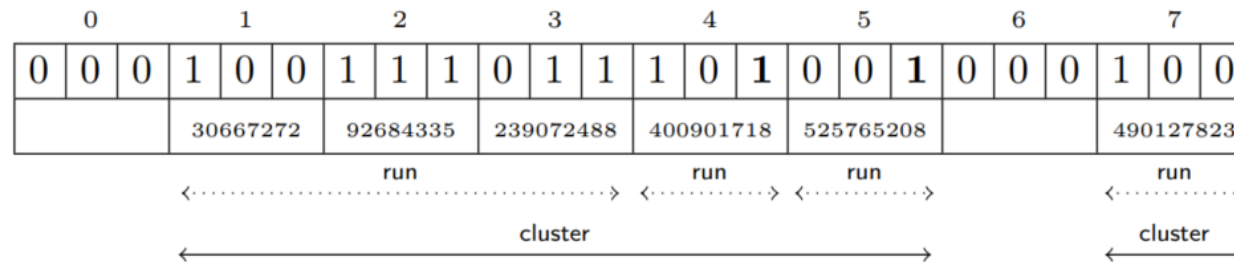 0 1 2 3 4 5 6 7
0 0 0 1 0 0 1 1 1 0 1 1 1 0 1 0 0 1 0 0 0 1 0 0
30667272 92684335 239072488 400901718 525765208 490127823
run run run run
cluster cluster